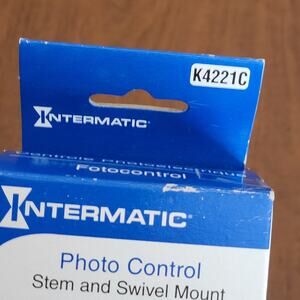 K4221C
INTERMATIC
Fotocontrol
INTERMATIC®
Photo Control
Stem and Swivel Mount